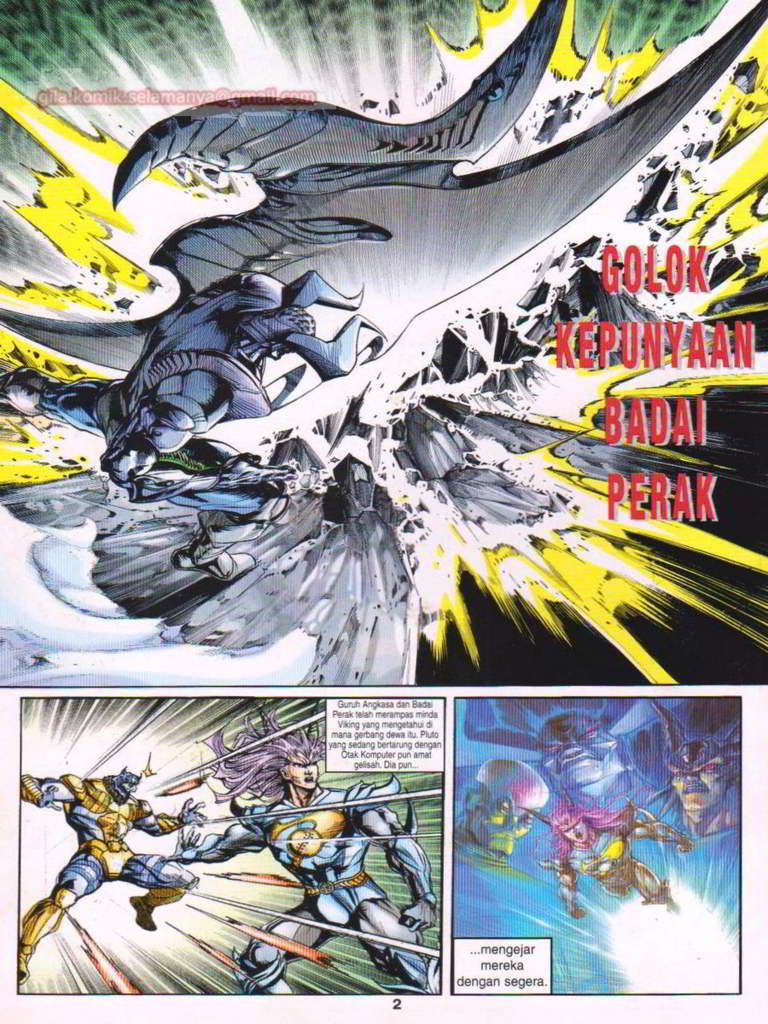 gila.komik.selamanya@gmail.com
GOLOK
KEPUNYAAN
BADAI
PERAK
Guruh Angkasa dan Badai
Perak telah merampas minda
Viking yang mengetahui di
mana gerbang dewa itu. Pluto
yang sedang bertarung dengan
Otak Komputer pun amat
gelisah. Dia pun...
...mengejar
mereka
dengan segera.
2